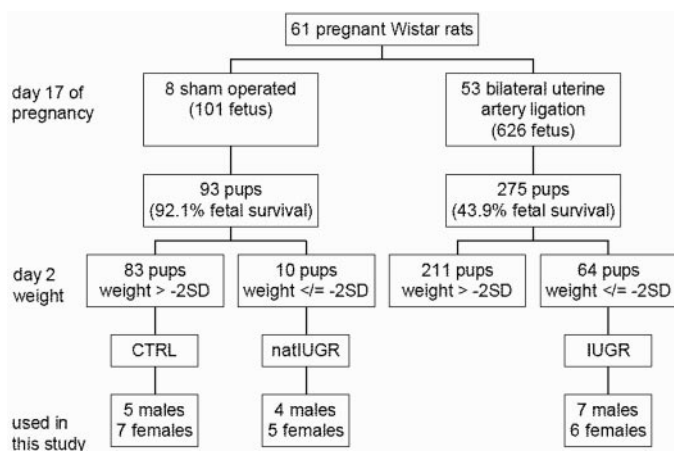 61 pregnant Wistar rats
day 17 of
pregnancy
8 sham operated
(101 fetus)
53 bilateral uterine
artery ligation
(626 fetus)
93 pups
(92.1% fetal survival)
275 pups
(43.9% fetal survival)
day 2
weight
83 pups
weight > -2SD
10 pups
weight </= -2SD
211 pups
weight > -2SD
64 pups
weight </= -2SD
CTRL
natIUGR
IUGR
used in
this study
5 males
7 females
4 males
5 females
7 males
6 females